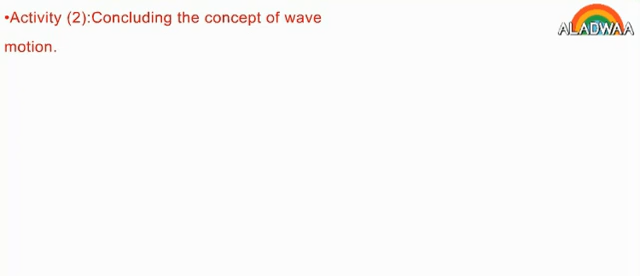 •Activity (2):Concluding the concept of wave
motion.
ALADWAA